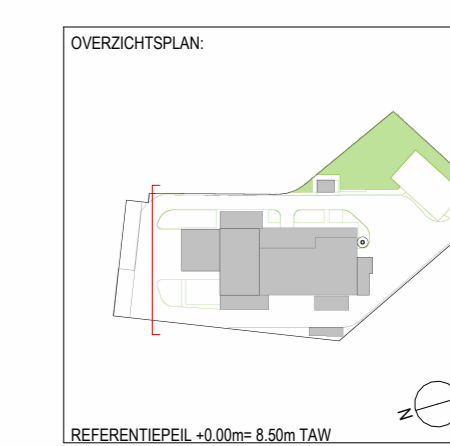 OVERZICHTSPLAN:
N
REFERENTIEPEIL +0.00m= 8.50m TAW